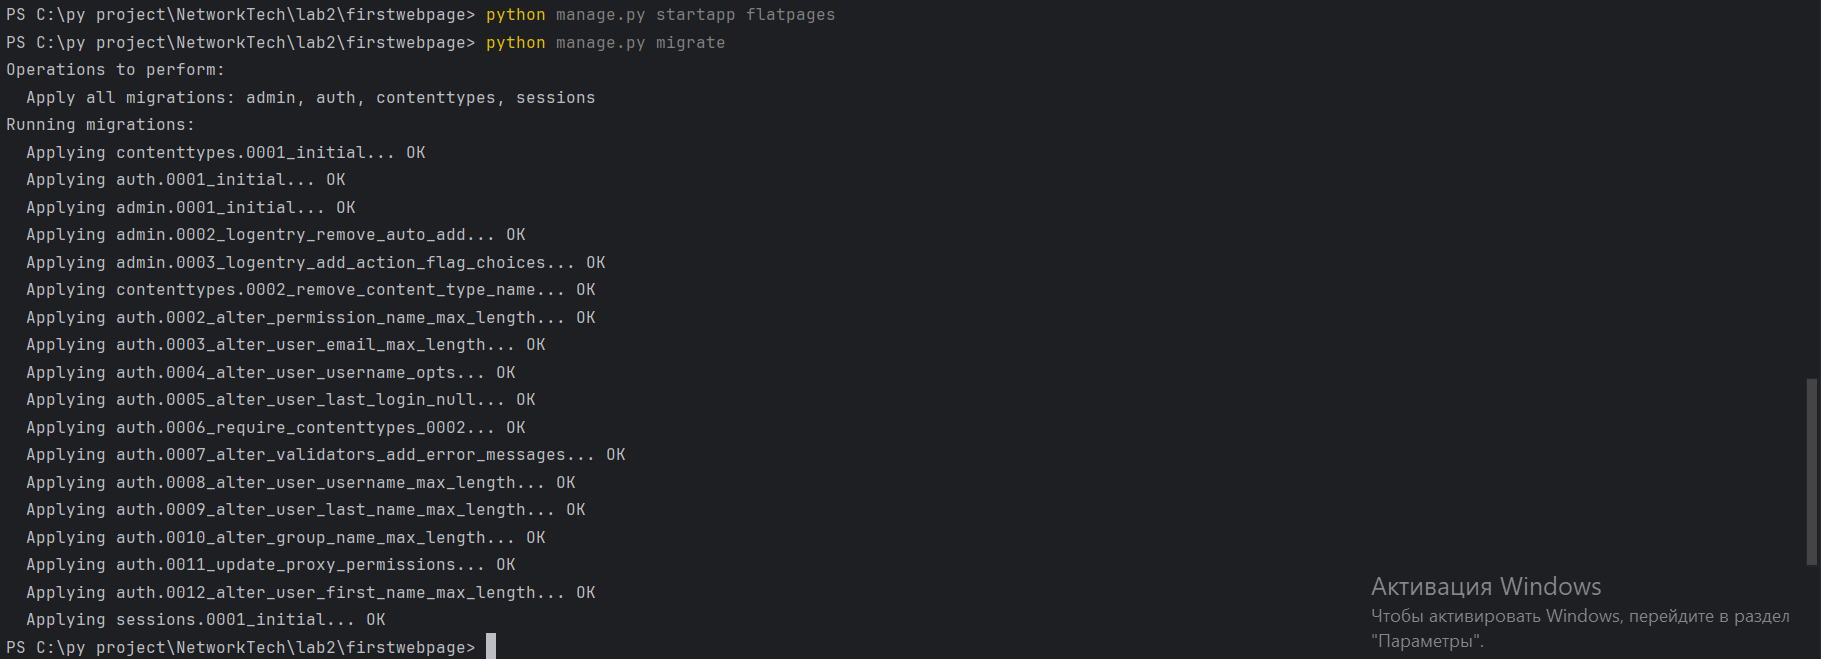 PS C:\py project\NetworkTech\lab2\firstwebpage> python manage.py startapp flatpages
PS C:\py project\NetworkTech\lab2\firstwebpage> python manage.py migrate
Operations to perform:
  Apply all migrations: admin, auth, contenttypes, sessions
Running migrations:
  Applying contenttypes.0001_initial... OK
  Applying auth.0001_initial... OK
  Applying admin.0001_initial... OK
  Applying admin.0002_logentry_remove_auto_add... OK
  Applying admin.0003_logentry_add_action_flag_choices... OK
  Applying contenttypes.0002_remove_content_type_name... OK
  Applying auth.0002_alter_permission_name_max_length... OK
  Applying auth.0003_alter_user_email_max_length... OK
  Applying auth.0004_alter_user_username_opts... OK
  Applying auth.0005_alter_user_last_login_null... OK
  Applying auth.0006_require_contenttypes_0002... OK
  Applying auth.0007_alter_validators_add_error_messages... OK
  Applying auth.0008_alter_user_username_max_length... OK
  Applying auth.0009_alter_user_last_name_max_length... OK
  Applying auth.0010_alter_group_name_max_length... OK
  Applying auth.0011_update_proxy_permissions... OK
  Applying auth.0012_alter_user_first_name_max_length... OK
  Applying sessions.0001_initial... OK
PS C:\py project\NetworkTech\lab2\firstwebpage>
Активация Windows
Чтобы активировать Windows, перейдите в раздел
"Параметры".